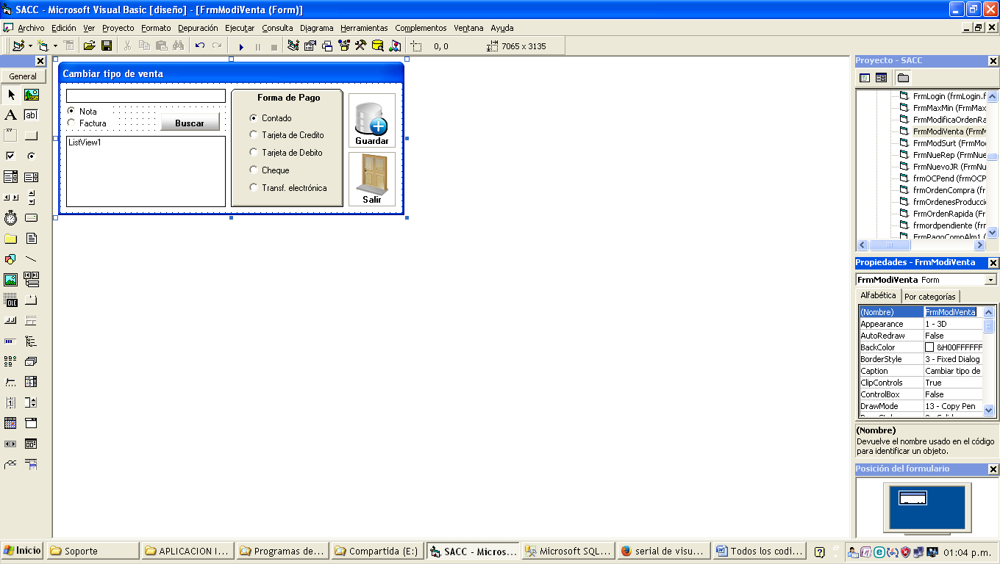 SACC - Microsoft Visual Basic [diseño] - [FrmModiVenta (Form)]
Archivo Edición Ver Proyecto Formato Depuración Ejecutar Consulta Diagrama Herramientas Complementos Ventana Ayuda
0, 0 7065 x 3135
General
A
abl
xy
OLE
Cambiar tipo de venta
Nota
Factura
Buscar
ListView1
Forma de Pago
Contado
Tarjeta de Credito
Tarjeta de Debito
Cheque
Transf. electrónica
Guardar
Salir
Proyecto - SACC
FrmLogin (frmLogin.f
FrmMaxMin (FrmMax
FrmModificaOrdenRa
FrmModiVenta (FrmM
FrmModSurt (FrmMod
FrmNueRep (FrmNue
FrmNuevoJR (FrmNu
frmOCPend (frmOCP
frmOrdenCompra (fr
frmOrdenesProducci
FrmOrdenRapida (Fr
frmordpendiente (frr
FrmPagoCompAlm1 (
Propiedades - FrmModiVenta
FrmModiVenta Form
Alfabética Por categorías
(Nombre) FrmModiVenta
Appearance 1 - 3D
AutoRedraw False
BackColor &H00FFFFFF
BorderStyle 3 - Fixed Dialog
Caption Cambiar tipo de
ClipControls True
ControlBox False
DrawMode 13 - Copy Pen
(Nombre)
Devuelve el nombre usado en el código
para identificar un objeto.
Posición del formulario
Inicio Soporte APLICACION I... Programas de... Compartida (E:) SACC - Micros... Microsoft SQL... serial de visu... Todos los codi... 01:04 p.m.